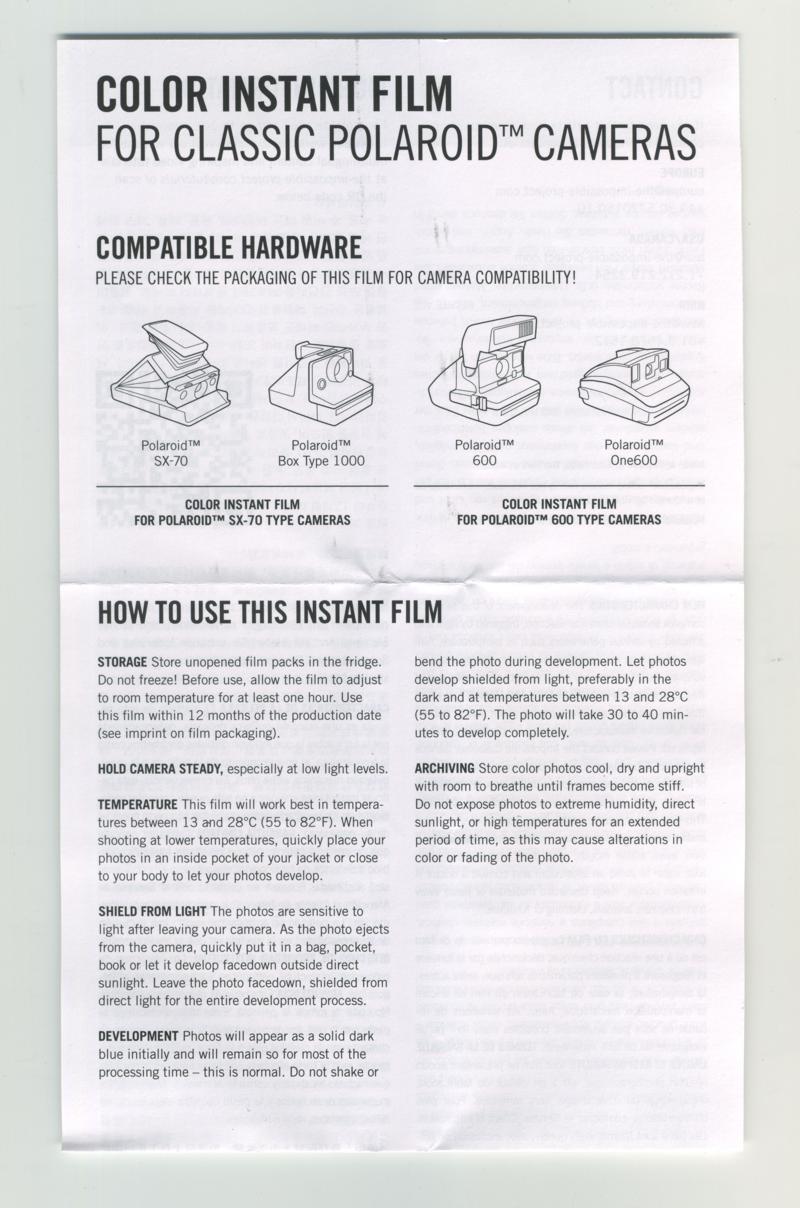 COLOR INSTANT FILM
FOR CLASSIC POLAROID™ CAMERAS
COMPATIBLE HARDWARE
PLEASE CHECK THE PACKAGING OF THIS FILM FOR CAMERA COMPATIBILITY!
Polaroid™
SX-70
Polaroid™
Box Type 1000
Polaroid™
600
Polaroid™
One600
COLOR INSTANT FILM
FOR POLAROID™ SX-70 TYPE CAMERAS
COLOR INSTANT FILM
FOR POLAROID™ 600 TYPE CAMERAS
HOW TO USE THIS INSTANT FILM
STORAGE Store unopened film packs in the fridge.
Do not freeze! Before use, allow the film to adjust
to room temperature for at least one hour. Use
this film within 12 months of the production date
(see imprint on film packaging).
HOLD CAMERA STEADY, especially at low light levels.
TEMPERATURE This film will work best in tempera-
tures between 13 and 28°C (55 to 82°F). When
shooting at lower temperatures, quickly place your
photos in an inside pocket of your jacket or close
to your body to let your photos develop.
SHIELD FROM LIGHT The photos are sensitive to
light after leaving your camera. As the photo ejects
from the camera, quickly put it in a bag, pocket,
book or let it develop facedown outside direct
sunlight. Leave the photo facedown, shielded from
direct light for the entire development process.
DEVELOPMENT Photos will appear as a solid dark
blue initially and will remain so for most of the
processing time – this is normal. Do not shake or
bend the photo during development. Let photos
develop shielded from light, preferably in the
dark and at temperatures between 13 and 28°C
(55 to 82°F). The photo will take 30 to 40 min-
utes to develop completely.
ARCHIVING Store color photos cool, dry and upright
with room to breathe until frames become stiff.
Do not expose photos to extreme humidity, direct
sunlight, or high temperatures for an extended
period of time, as this may cause alterations in
color or fading of the photo.